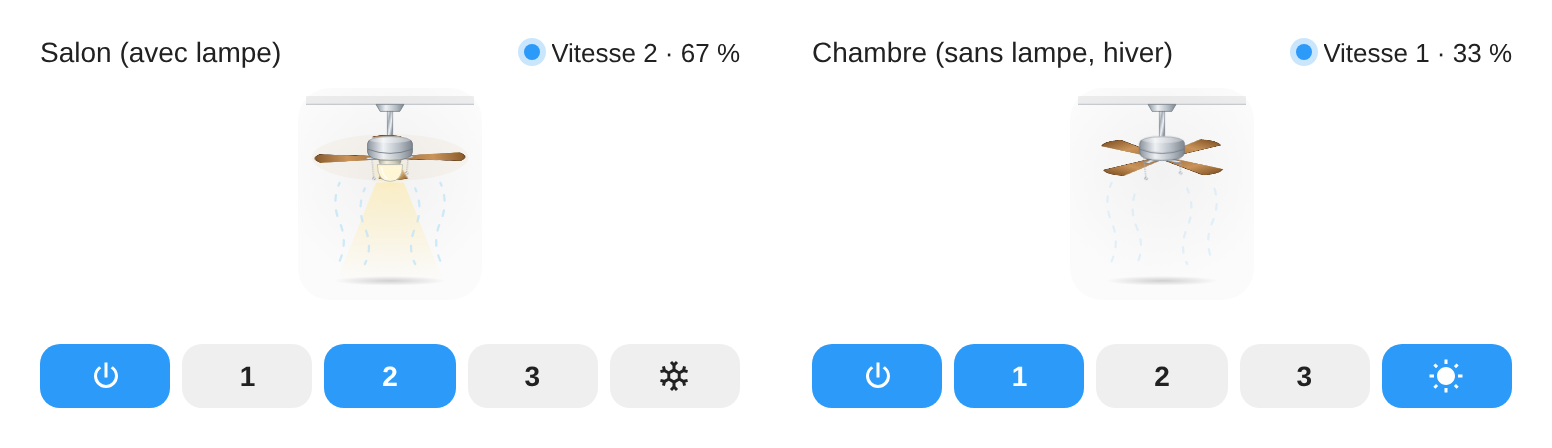 Salon (avec lampe)
Vitesse 2 · 67 %
1
2
3
Chambre (sans lampe, hiver)
Vitesse 1 · 33 %
1
2
3